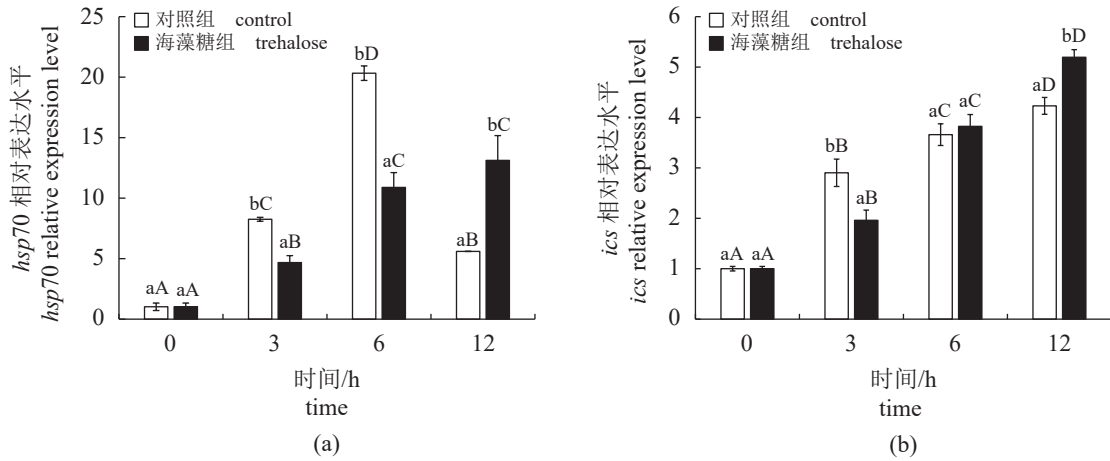 hsp70 相对表达水平
hsp70 relative expression level
25
20
15
10
5
0
对照组 control
海藻糖组 trehalose
aA aA
bC
aB
bD
aC
aB
bC
0 3 6 12
时间/h
time
(a)
ics 相对表达水平
ics relative expression level
6
5
4
3
2
1
0
对照组 control
海藻糖组 trehalose
aA aA
bB
aB
aC aC
aD
bD
0 3 6 12
时间/h
time
(b)